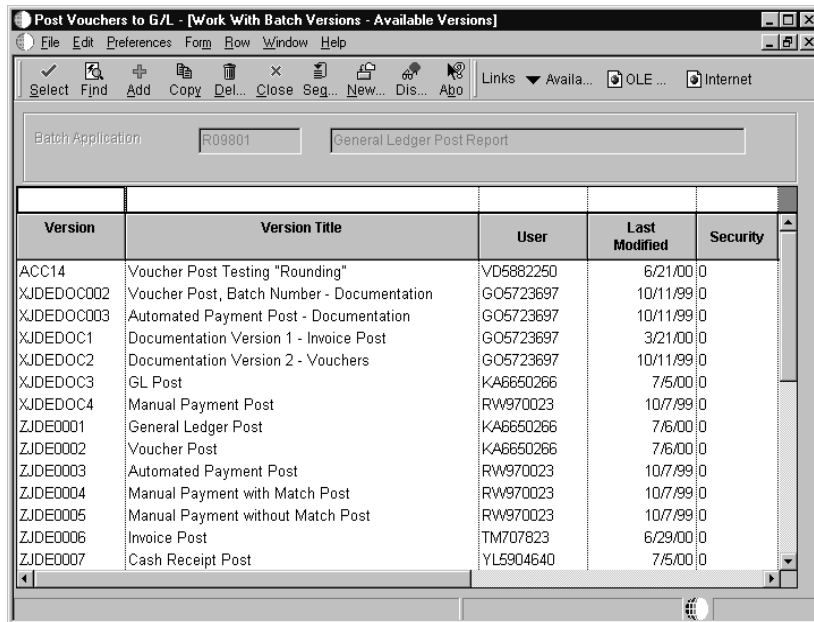 Post Vouchers to G/L - [Work With Batch Versions - Available Versions]
File Edit Preferences Form Row Window Help
Select Find Add Copy Del... Close Seq... New... Dis... Abo Links Availa... OLE ... Internet
Batch Application R09801 General Ledger Post Report
Version Version Title User Last Modified Security
ACC14 Voucher Post Testing "Rounding" VD5882250 6/21/00 0
XJDEDOC002 Voucher Post, Batch Number - Documentation GO5723697 10/11/99 0
XJDEDOC003 Automated Payment Post - Documentation GO5723697 10/11/99 0
XJDEDOC1 Documentation Version 1 - Invoice Post GO5723697 3/21/00 0
XJDEDOC2 Documentation Version 2 - Vouchers GO5723697 10/11/99 0
XJDEDOC3 GL Post KA6650266 7/5/00 0
XJDEDOC4 Manual Payment Post RW970023 10/7/99 0
ZJDE0001 General Ledger Post KA6650266 7/6/00 0
ZJDE0002 Voucher Post KA6650266 7/6/00 0
ZJDE0003 Automated Payment Post RW970023 10/7/99 0
ZJDE0004 Manual Payment with Match Post RW970023 10/7/99 0
ZJDE0005 Manual Payment without Match Post RW970023 10/7/99 0
ZJDE0006 Invoice Post TM707823 6/29/00 0
ZJDE0007 Cash Receipt Post YL5904640 7/5/00 0